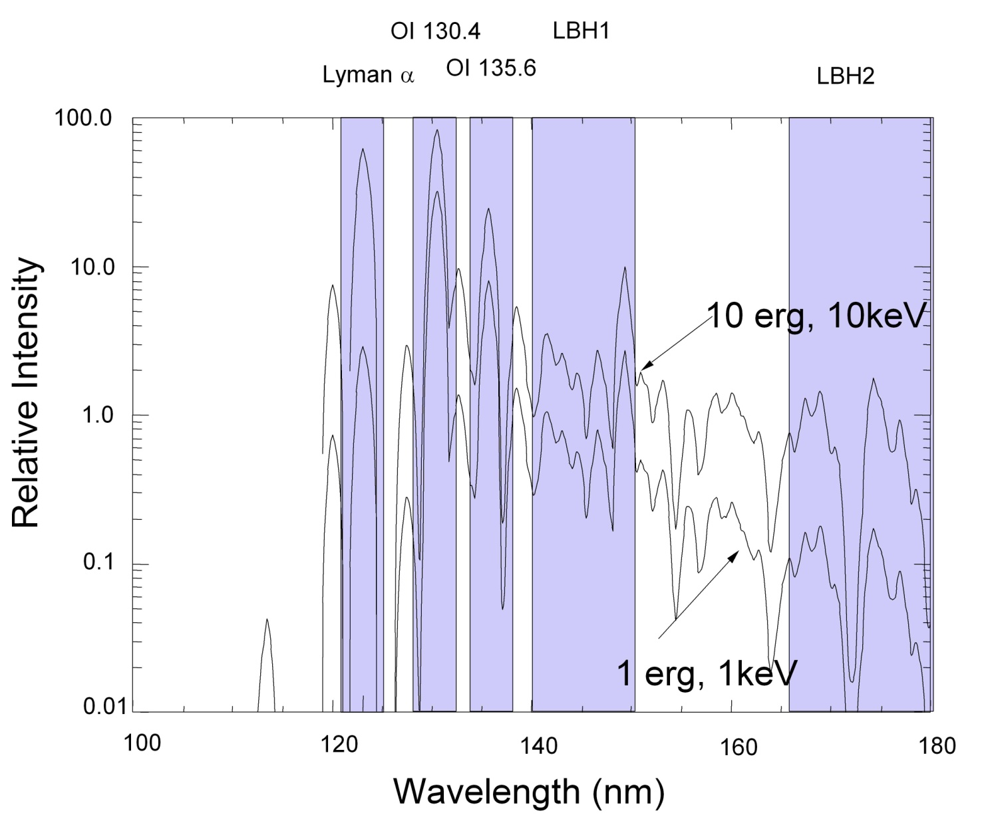 OI 130.4
LBH1
Lyman α
OI 135.6
LBH2
100.0
10.0
1.0
0.1
0.01
Relative Intensity
10 erg, 10keV
1 erg, 1keV
100
120
140
160
180
Wavelength (nm)